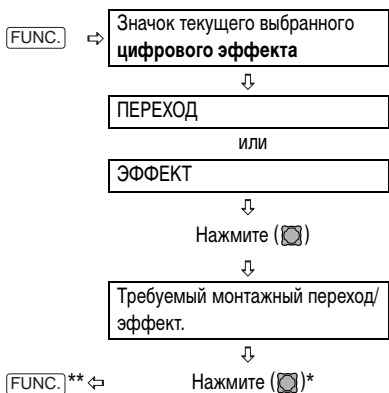 FUNC. ⇨ Значок текущего выбранного
цифрового эффекта
⇩
ПЕРЕХОД
или
ЭФФЕКТ
⇩
Нажмите ()
⇩
Требуемый монтажный переход/
эффект.
⇩
FUNC.** ⇦ Нажмите ()*